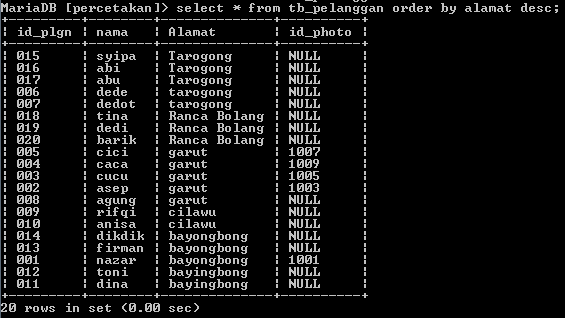 MariaDB [percetakan]> select * from tb_pelanggan order by alamat desc;
+---------+--------+--------------+----------+
| id_plgn | nama | Alamat | id_photo |
+---------+--------+--------------+----------+
| 015 | syipa | Tarogong | NULL |
| 016 | abi | Tarogong | NULL |
| 017 | abu | Tarogong | NULL |
| 006 | dede | tarogong | NULL |
| 007 | dedot | tarogong | NULL |
| 018 | tina | Ranca Bolang | NULL |
| 019 | dedi | Ranca Bolang | NULL |
| 020 | barik | Ranca Bolang | NULL |
| 005 | cici | garut | 1007 |
| 004 | caca | garut | 1009 |
| 003 | cucu | garut | 1005 |
| 002 | asep | garut | 1003 |
| 008 | agung | garut | NULL |
| 009 | rifqi | cilawu | NULL |
| 010 | anisa | cilawu | NULL |
| 014 | dikdik | bayongbong | NULL |
| 013 | firman | bayongbong | NULL |
| 001 | nazar | bayongbong | 1001 |
| 012 | toni | bayongbong | NULL |
| 011 | dina | bayingbong | NULL |
+---------+--------+--------------+----------+
20 rows in set (0.00 sec)